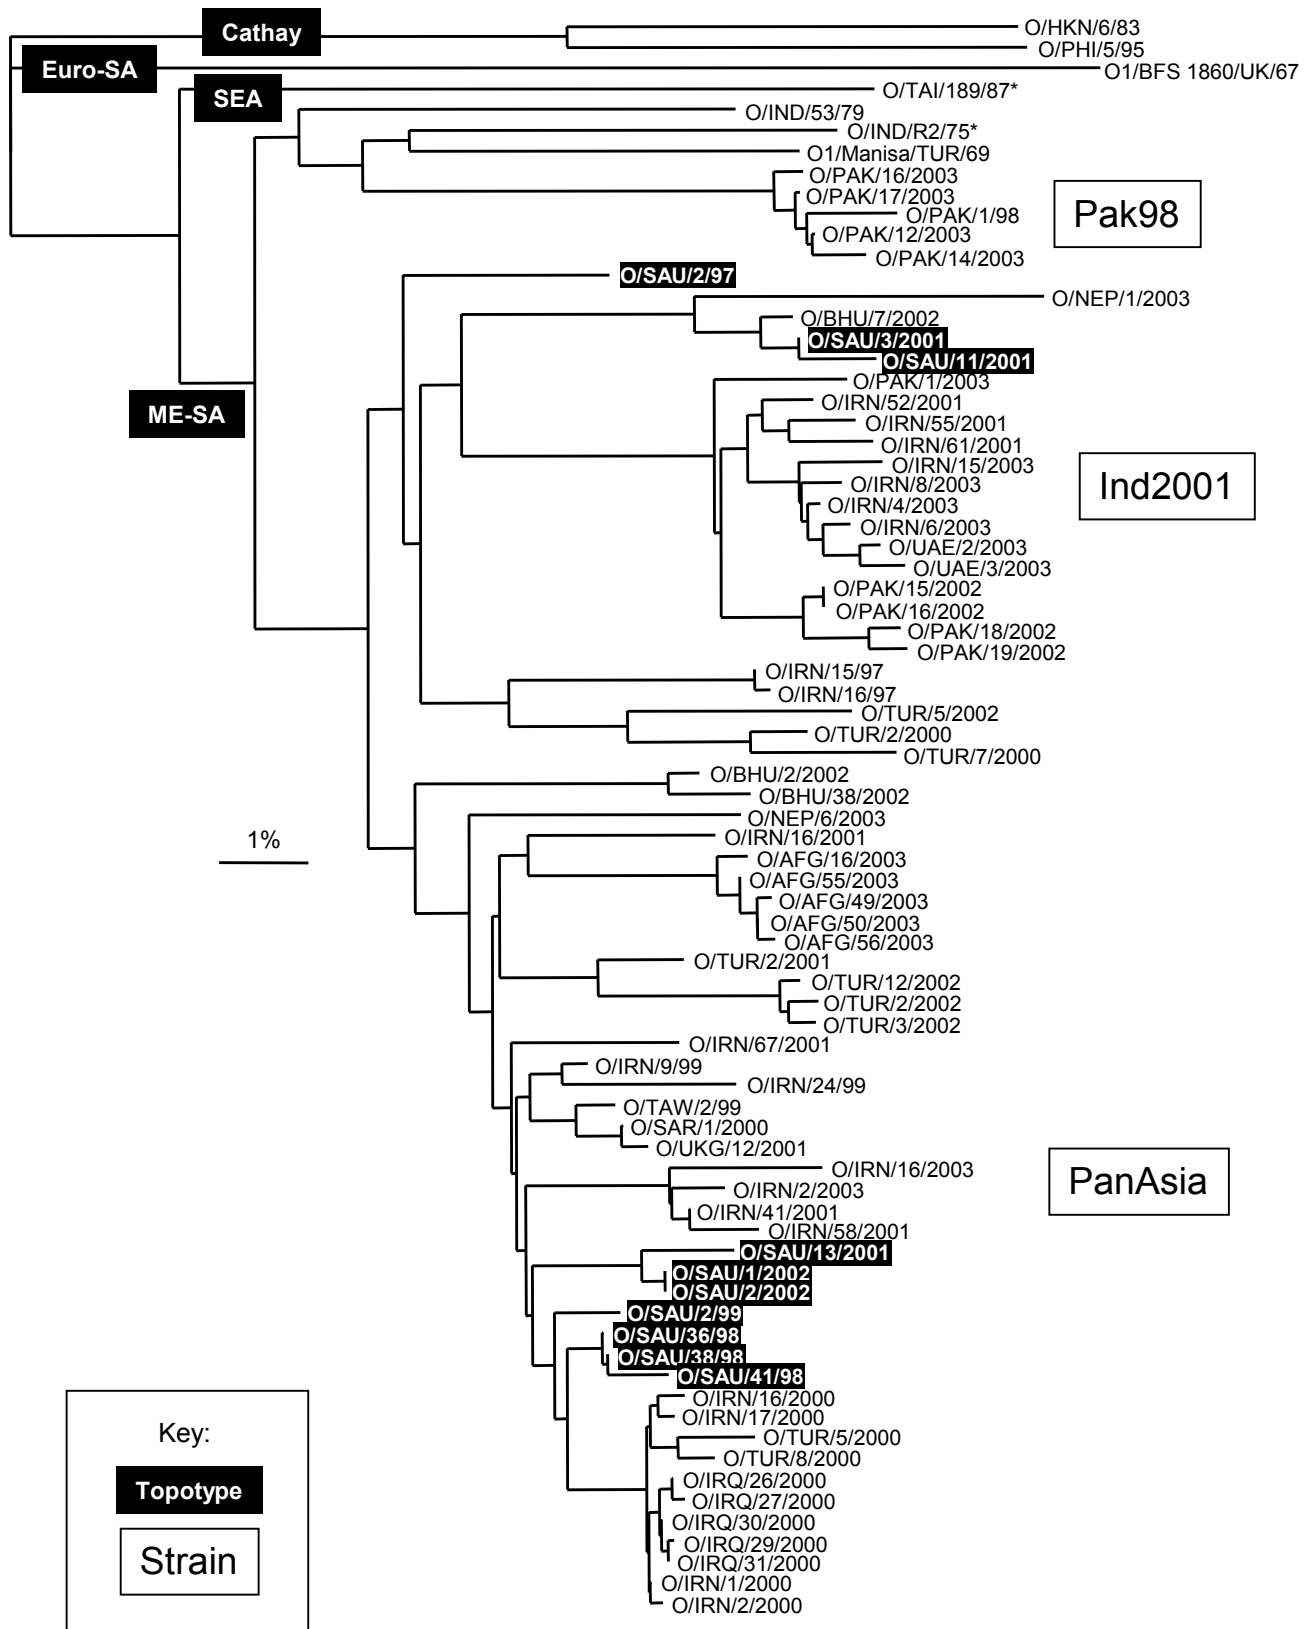 Cathay
O/HKN/6/83
O/PHI/5/95
Euro-SA
O1/BFS 1860/UK/67
SEA
O/TAI/189/87*
O/IND/53/79
O/IND/R2/75*
O1/Manisa/TUR/69
O/PAK/16/2003
O/PAK/17/2003
O/PAK/1/98
O/PAK/12/2003
O/PAK/14/2003
Pak98
O/SAU/2/97
O/NEP/1/2003
O/BHU/7/2002
O/SAU/3/2001
O/SAU/11/2001
O/PAK/1/2003
ME-SA
O/IRN/52/2001
O/IRN/55/2001
O/IRN/61/2001
O/IRN/15/2003
O/IRN/8/2003
Ind2001
O/IRN/4/2003
O/IRN/6/2003
O/UAE/2/2003
O/UAE/3/2003
O/PAK/15/2002
O/PAK/16/2002
O/PAK/18/2002
O/PAK/19/2002
O/IRN/15/97
O/IRN/16/97
O/TUR/5/2002
O/TUR/2/2000
O/TUR/7/2000
O/BHU/2/2002
O/BHU/38/2002
O/NEP/6/2003
1%
O/IRN/16/2001
O/AFG/16/2003
O/AFG/55/2003
O/AFG/49/2003
O/AFG/50/2003
O/AFG/56/2003
O/TUR/2/2001
O/TUR/12/2002
O/TUR/2/2002
O/TUR/3/2002
O/IRN/67/2001
O/IRN/9/99
O/IRN/24/99
O/TAW/2/99
O/SAR/1/2000
O/UKG/12/2001
O/IRN/16/2003
PanAsia
O/IRN/2/2003
O/IRN/41/2001
O/IRN/58/2001
O/SAU/13/2001
O/SAU/1/2002
O/SAU/2/2002
O/SAU/2/99
O/SAU/36/98
O/SAU/38/98
O/SAU/41/98
O/IRN/16/2000
O/IRN/17/2000
O/TUR/5/2000
O/TUR/8/2000
O/IRQ/26/2000
O/IRQ/27/2000
O/IRQ/30/2000
O/IRQ/29/2000
O/IRQ/31/2000
O/IRN/1/2000
O/IRN/2/2000
Key:
Topotype
Strain